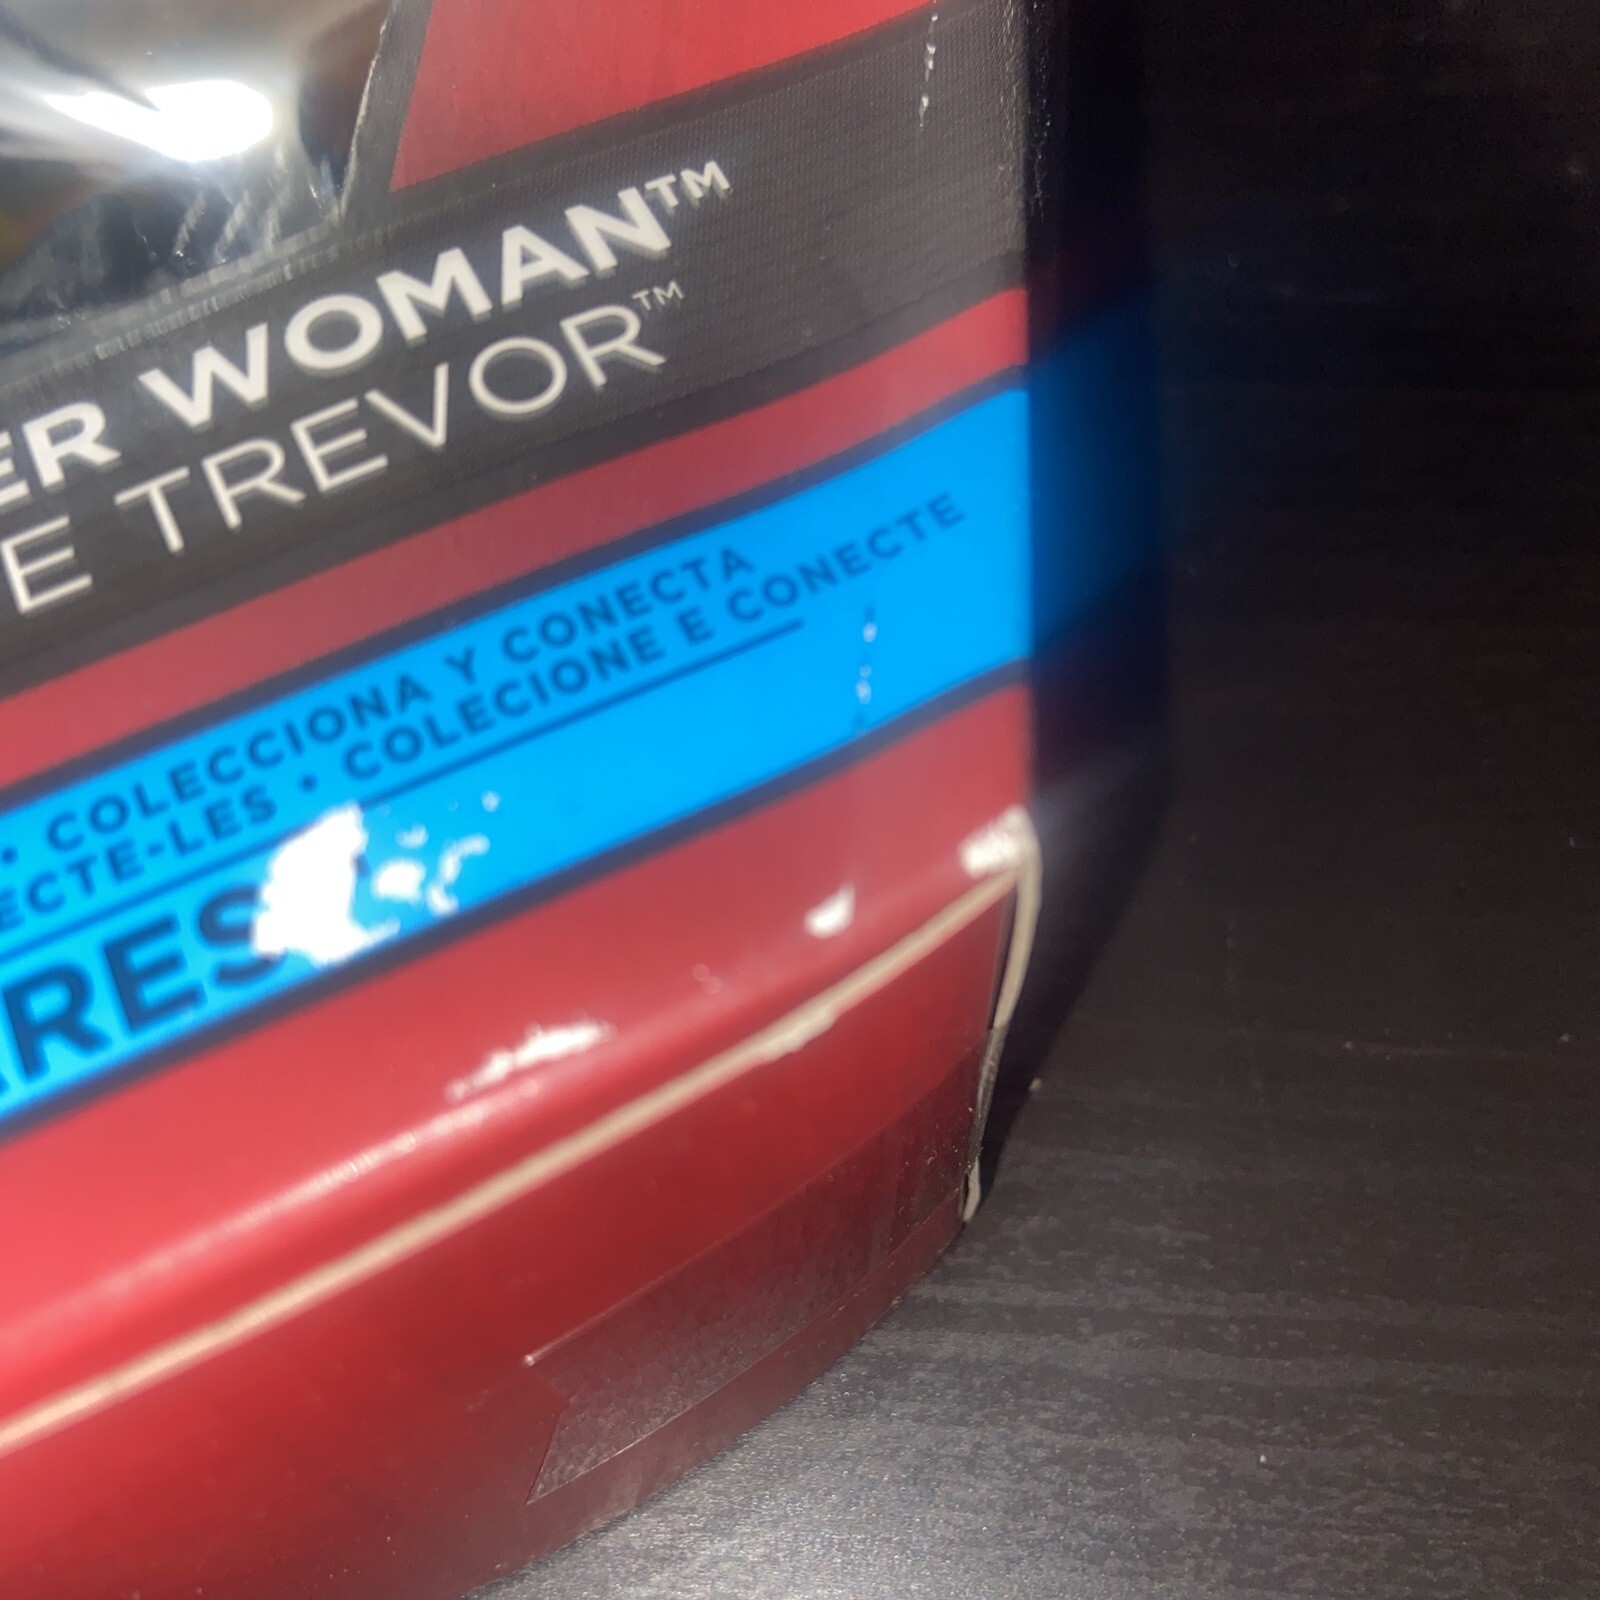 ER WOMAN™
E TREVOR™
• COLECCIONA Y CONECTA
ECTE-LES • COLECIONE E CONECTE
RES